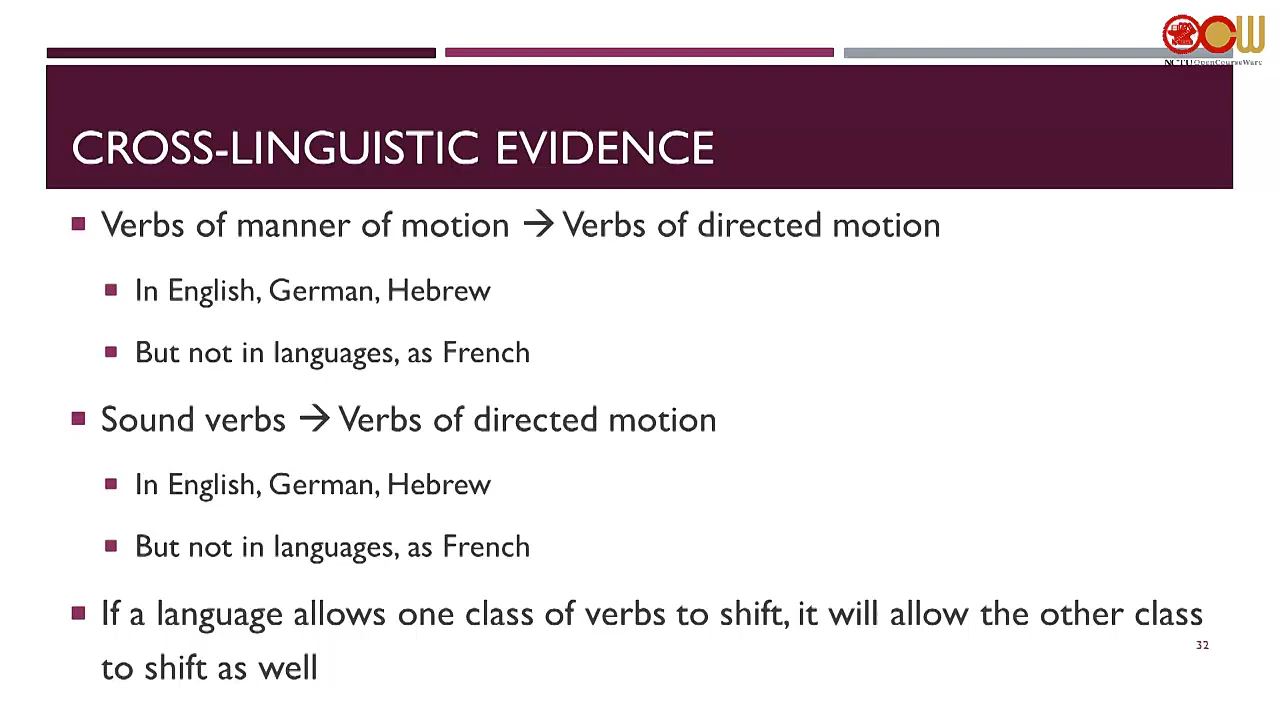 OCW
NCTU OpenCourseWare
CROSS-LINGUISTIC EVIDENCE
Verbs of manner of motion → Verbs of directed motion
In English, German, Hebrew
But not in languages, as French
Sound verbs → Verbs of directed motion
In English, German, Hebrew
But not in languages, as French
If a language allows one class of verbs to shift, it will allow the other class
to shift as well
32